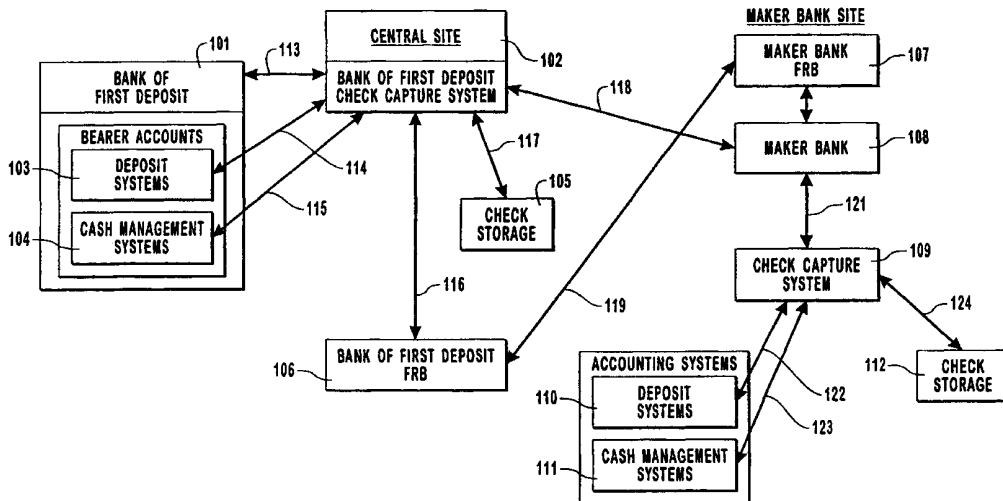 101
BANK OF
FIRST DEPOSIT
BEARER ACCOUNTS
103
DEPOSIT
SYSTEMS
104
CASH MANAGEMENT
SYSTEMS
113
114
115
CENTRAL SITE
102
BANK OF FIRST DEPOSIT
CHECK CAPTURE SYSTEM
117
105
CHECK
STORAGE
116
118
119
106
BANK OF FIRST DEPOSIT
FRB
MAKER BANK SITE
MAKER BANK
FRB
107
MAKER BANK
108
121
109
CHECK CAPTURE
SYSTEM
124
112
CHECK
STORAGE
ACCOUNTING SYSTEMS
110
DEPOSIT
SYSTEMS
122
123
111
CASH MANAGEMENT
SYSTEMS